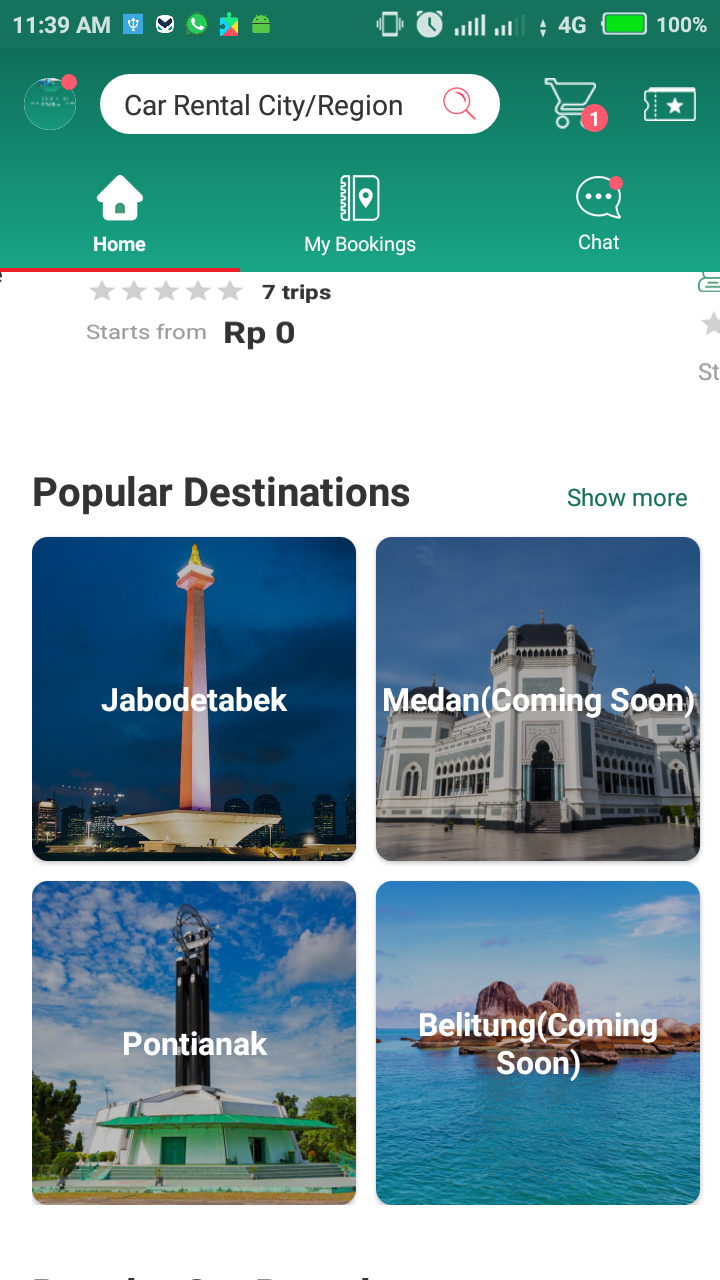 11:39 AM
4G
100%
Car Rental City/Region
1
Home
My Bookings
Chat
7 trips
Starts from Rp 0
St
Popular Destinations
Show more
Jabodetabek
Medan(Coming Soon)
Pontianak
Belitung(Coming
Soon)